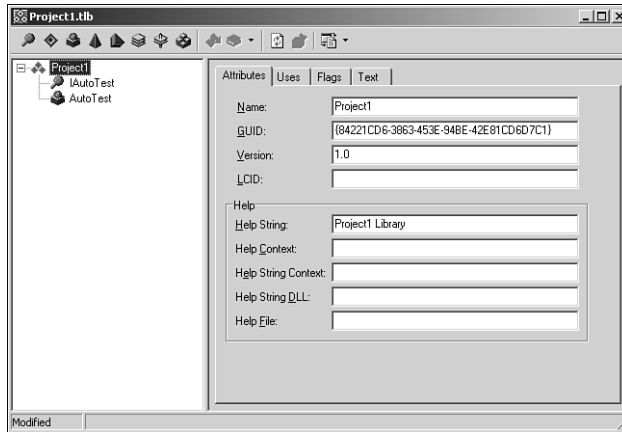 Project1.tlb
Project1
IAutoTest
AutoTest
Attributes Uses Flags Text
Name: Project1
GUID: {84221CD6-3863-453E-94BE-42E81CD6D7C1}
Version: 1.0
LCID:
Help
Help String: Project1 Library
Help Context:
Help String Context:
Help String DLL:
Help File:
Modified